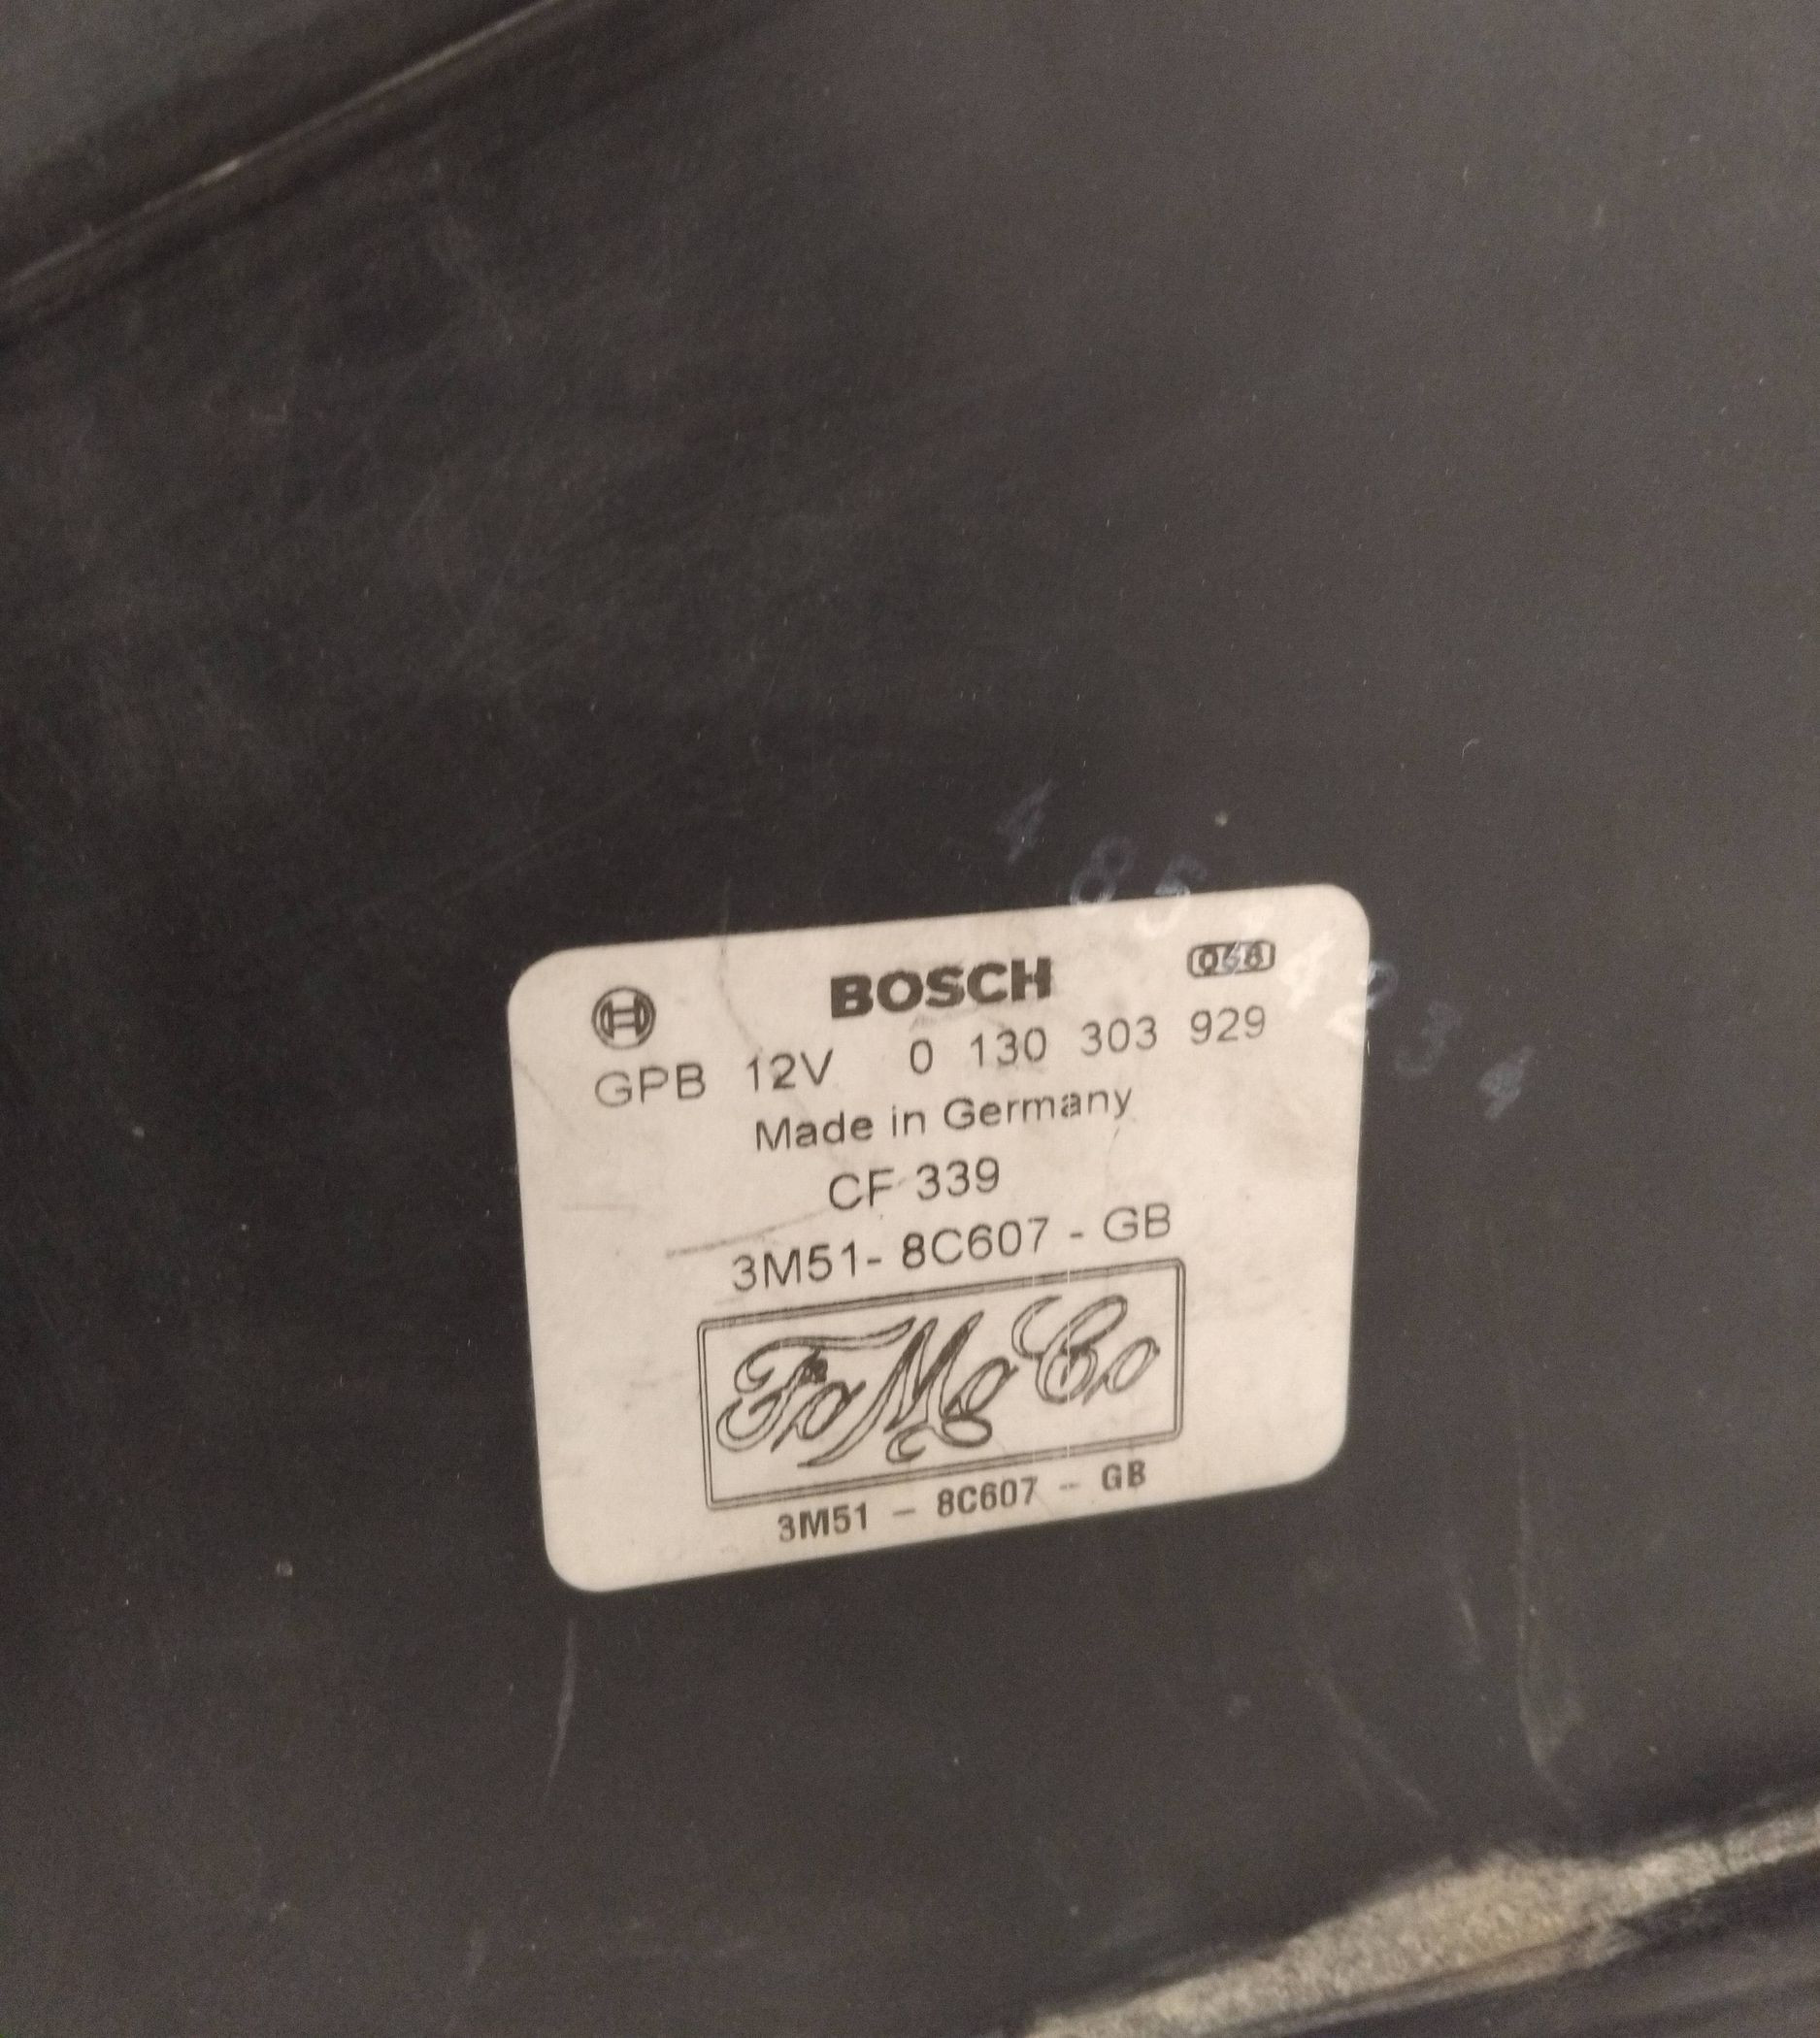 BOSCH
GPB 12V 0 130 303 929
Made in Germany
CF 339
3M51- 8C607 - GB
FoMoCo
3M51 - 8C607 - GB